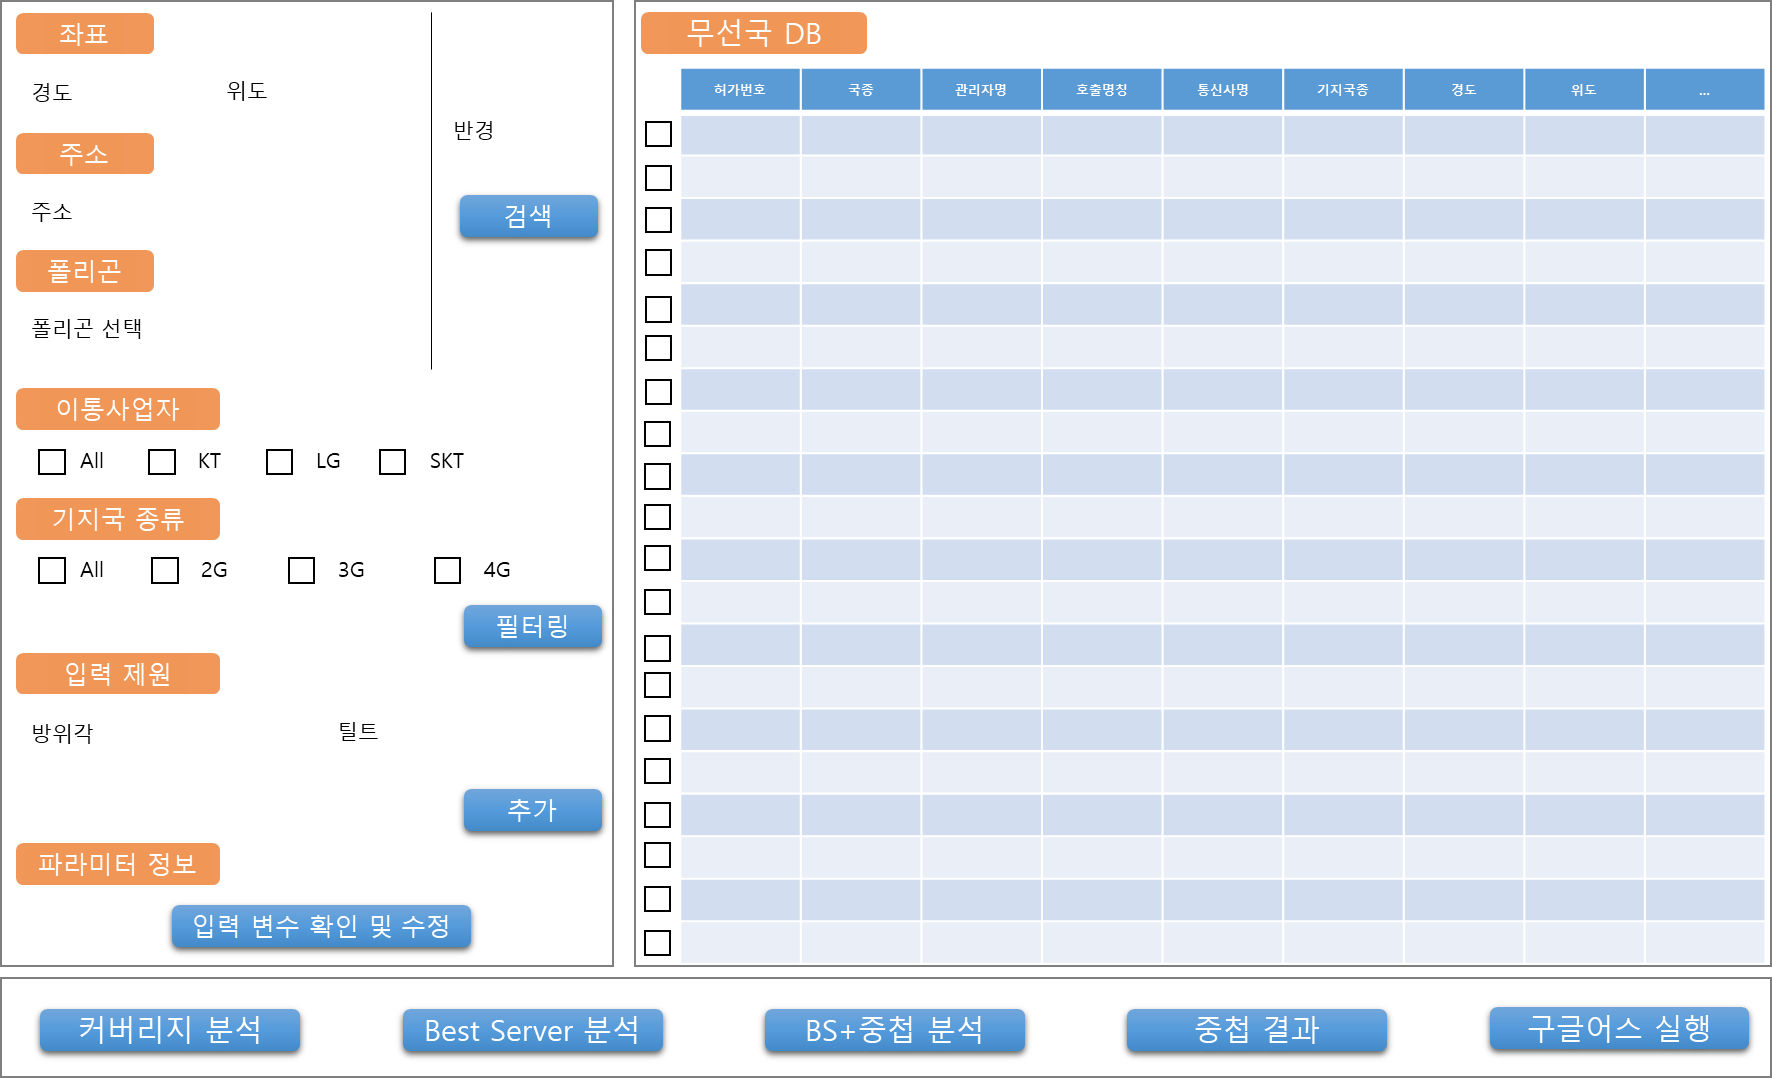 좌표
경도 위도
반경
주소
주소
검색
폴리곤
폴리곤 선택
이통사업자
All KT LG SKT
기지국 종류
All 2G 3G 4G
필터링
입력 제원
방위각 틸트
추가
파라미터 정보
입력 변수 확인 및 수정
무선국 DB
허가번호 국종 관리자명 호출명칭 통신사명 기지국종 경도 위도 ...
커버리지 분석 Best Server 분석 BS+중첩 분석 중첩 결과 구글어스 실행